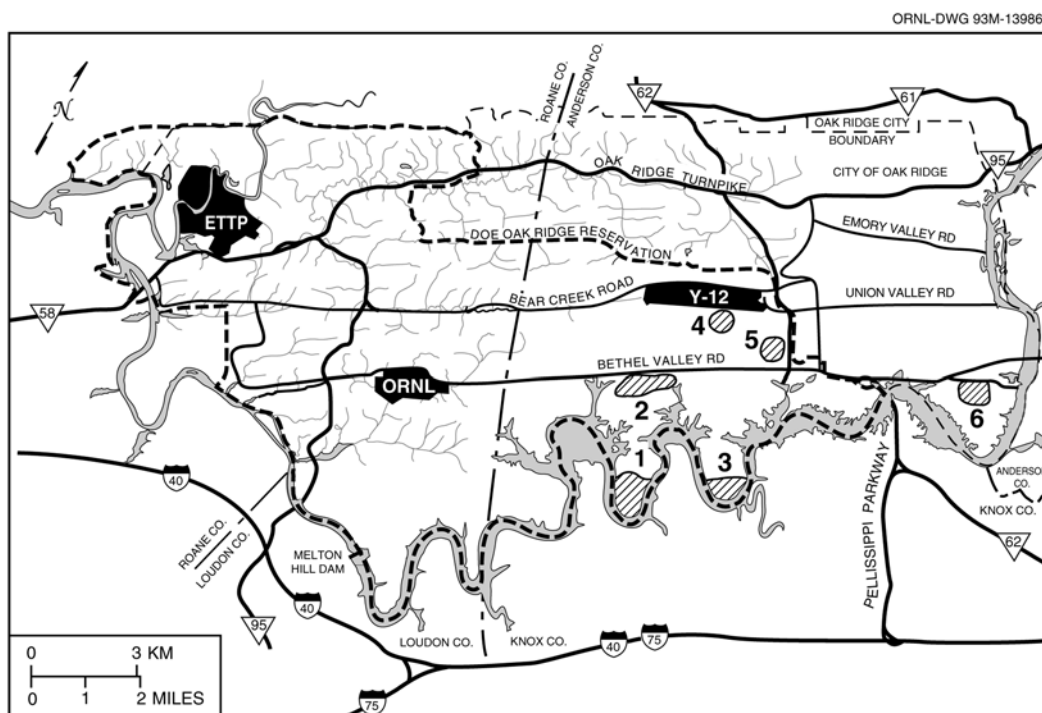 ORNL-DWG 93M-13986
N
ROANE CO.
ANDERSON CO.
62
61
OAK RIDGE CITY
BOUNDARY
95
OAK RIDGE TURNPIKE
CITY OF OAK RIDGE
ETTP
EMORY VALLEY RD
DOE OAK RIDGE RESERVATION
BEAR CREEK ROAD
Y-12
UNION VALLEY RD
58
4
5
BETHEL VALLEY RD
ORNL
2
6
1
3
40
ANDERSON
CO.
KNOX CO.
ROANE CO.
LOUDON CO.
PELLISSIPPI PARKWAY
62
MELTON
HILL DAM
40
95
LOUDON CO.
KNOX CO.
40
75
75
0 3 KM
0 1 2 MILES